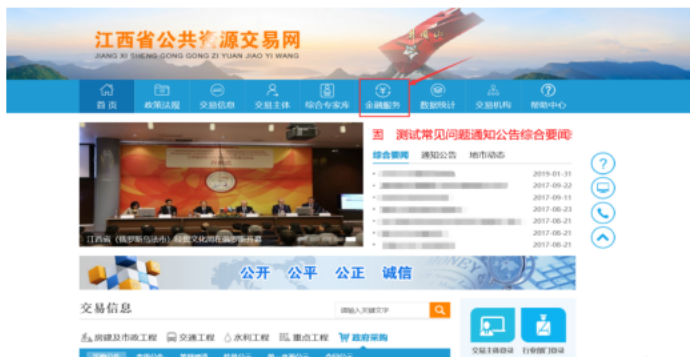 江西省公共资源交易网
JIANG XI SHENG GONG GONG ZI YUAN JIAO YI WANG
首 页 政策法规 交易信息 交易主体 综合专家库 金融服务 数据统计 交易机构 帮助中心
测试常见问题通知公告综合要闻
综合要闻 通知公告 地市动态
2019-01-31
2017-09-22
2017-09-11
2017-08-23
2017-08-21
2017-08-21
2017-08-21
公开 公平 公正 诚信
交易信息
请输入关键文字
房建及市政工程 交通工程 水利工程 重点工程 政府采购
交易主体登录 行业部门登录